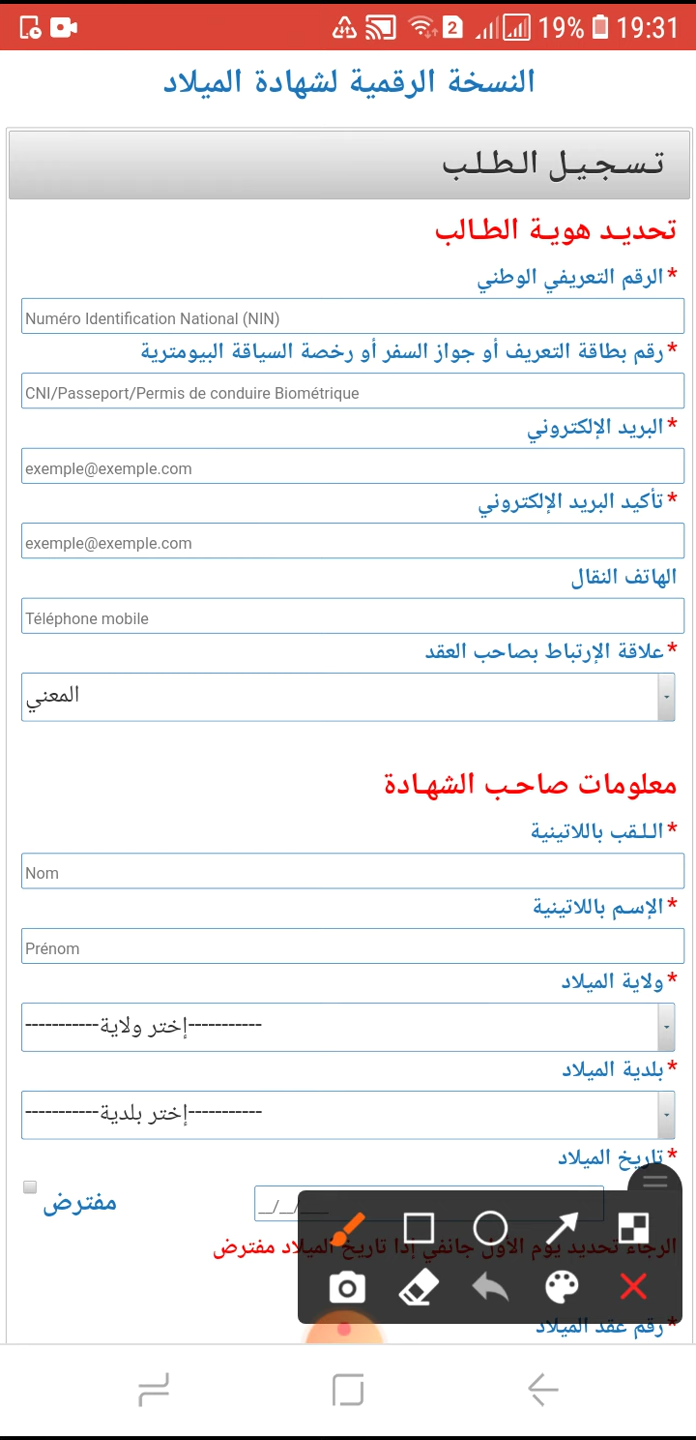 19% 19:31
2
النسخة الرقمية لشهادة الميلاد
تسجيل الطلب
تحديد هوية الطالب
*الرقم التعريفي الوطني
Numéro Identification National (NIN)
*رقم بطاقة التعريف أو جواز السفر أو رخصة السياقة البيومترية
CNI/Passeport/Permis de conduire Biométrique
*البريد الإلكتروني
exemple@exemple.com
*تأكيد البريد الإلكتروني
exemple@exemple.com
الهاتف النقال
Téléphone mobile
*علاقة الإرتباط بصاحب العقد
المعني
معلومات صاحب الشهادة
*اللقب باللاتينية
Nom
*الإسم باللاتينية
Prénom
*ولاية الميلاد
-----------إختر ولاية-----------
*بلدية الميلاد
-----------إختر بلدية-----------
*تاريخ الميلاد
__/__/____ مفترض
الرجاء تحديد يوم الأول جانفي إذا تاريخ الميلاد مفترض
*رقم عقد الميلاد